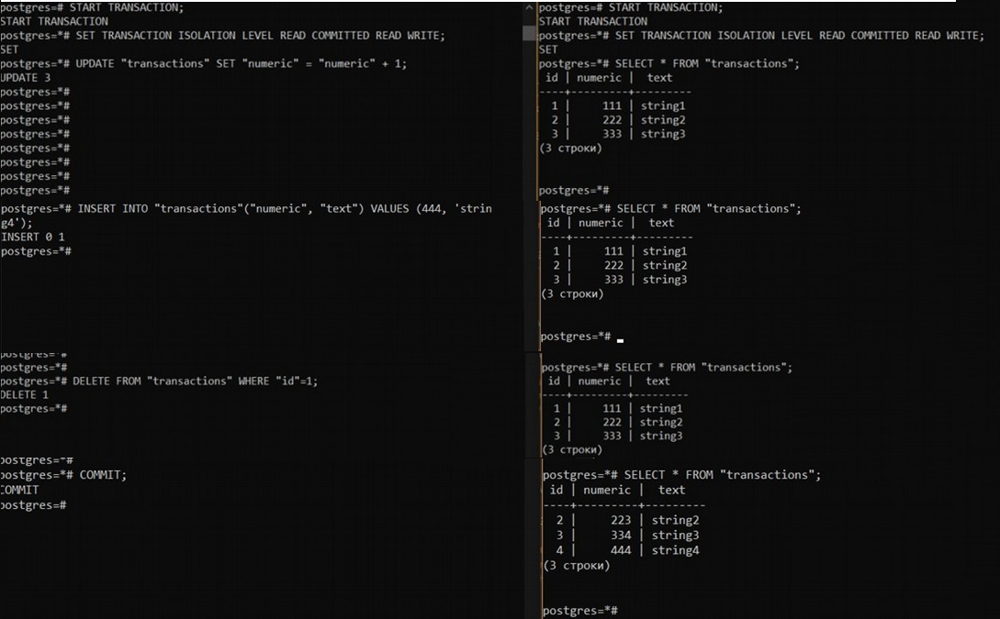 postgres=# START TRANSACTION;
START TRANSACTION
postgres=*# SET TRANSACTION ISOLATION LEVEL READ COMMITTED READ WRITE;
SET
postgres=*# UPDATE "transactions" SET "numeric" = "numeric" + 1;
UPDATE 3
postgres=*#
postgres=*#
postgres=*#
postgres=*#
postgres=*#
postgres=*#
postgres=*#
postgres=*#
postgres=*# INSERT INTO "transactions"("numeric", "text") VALUES (444, 'strin
g4');
INSERT 0 1
postgres=*#
postgres=*#
postgres=*#
postgres=*# DELETE FROM "transactions" WHERE "id"=1;
DELETE 1
postgres=*#
postgres=*#
postgres=*# COMMIT;
COMMIT
postgres=#
postgres=# START TRANSACTION;
START TRANSACTION
postgres=*# SET TRANSACTION ISOLATION LEVEL READ COMMITTED READ WRITE;
SET
postgres=*# SELECT * FROM "transactions";
id | numeric | text
----+---------+---------
1 | 111 | string1
2 | 222 | string2
3 | 333 | string3
(3 строки)
postgres=*#
postgres=*# SELECT * FROM "transactions";
id | numeric | text
----+---------+---------
1 | 111 | string1
2 | 222 | string2
3 | 333 | string3
(3 строки)
postgres=*#
postgres=*# SELECT * FROM "transactions";
id | numeric | text
----+---------+---------
1 | 111 | string1
2 | 222 | string2
3 | 333 | string3
(3 строки)
postgres=*# SELECT * FROM "transactions";
id | numeric | text
----+---------+---------
2 | 223 | string2
3 | 334 | string3
4 | 444 | string4
(3 строки)
postgres=*#